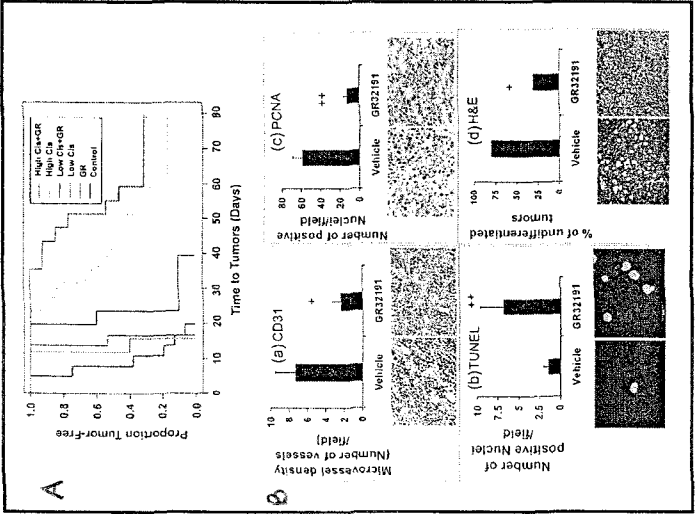 A
Proportion Tumor-Free
1.0
0.8
0.6
0.4
0.2
0.0
0
10
20
30
40
50
60
70
80
Time to Tumors (Days)
High Cis+GR
High Cis
Low Cis+GR
Low Cis
GR
Control
B
(a) CD31
Microvessel density
(Number of vessels
/field)
10
8
6
4
2
0
+
Vehicle
GR32191
(c) PCNA
Number of positive
Nuclei/field
80
60
40
20
0
++
Vehicle
GR32191
(b) TUNEL
Number of
positive Nuclei
/field
10
7.5
5
2.5
0
++
Vehicle
GR32191
(d) H&E
% of undifferentiated
tumors
100
75
50
25
0
+
Vehicle
GR32191